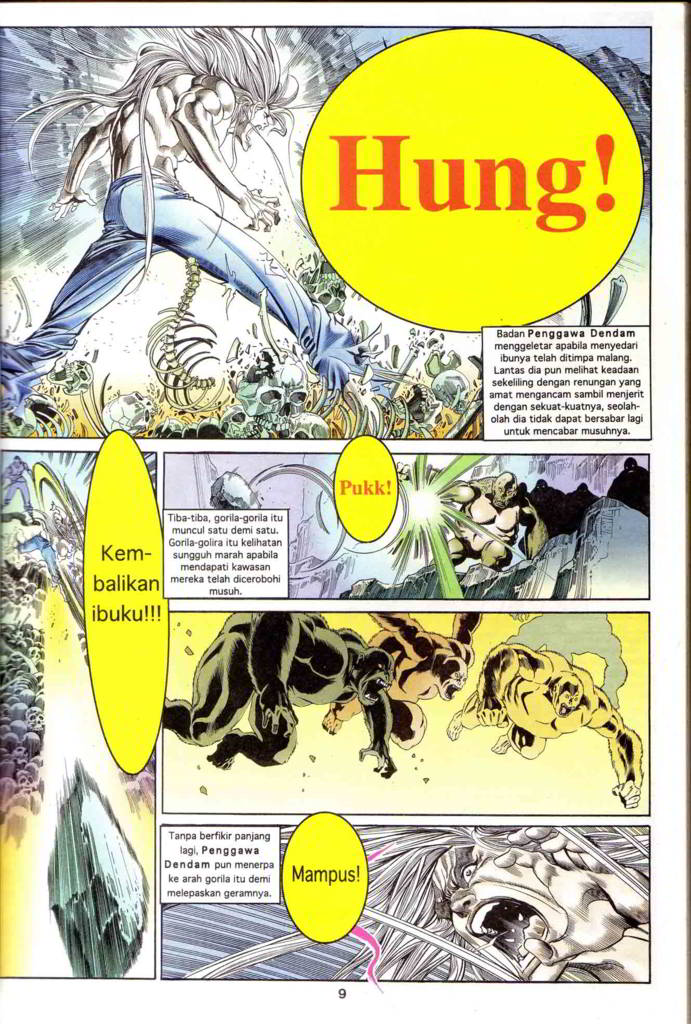 Hung!
Badan Penggawa Dendam
menggeletar apabila menyedari
ibunya telah ditimpa malang.
Lantas dia pun melihat keadaan
sekeliling dengan renungan yang
amat mengancam sambil menjerit
dengan sekuat-kuatnya, seolah-
olah dia tidak dapat bersabar lagi
untuk mencabar musuhnya.
Kem-
balikan
ibuku!!!
Pukk!
Tiba-tiba, gorila-gorila itu
muncul satu demi satu.
Gorila-golira itu kelihatan
sungguh marah apabila
mendapati kawasan
mereka telah dicerobohi
musuh.
Tanpa berfikir panjang
lagi, Penggawa
Dendam pun menerpa
ke arah gorila itu demi
melepaskan geramnya.
Mampus!
9